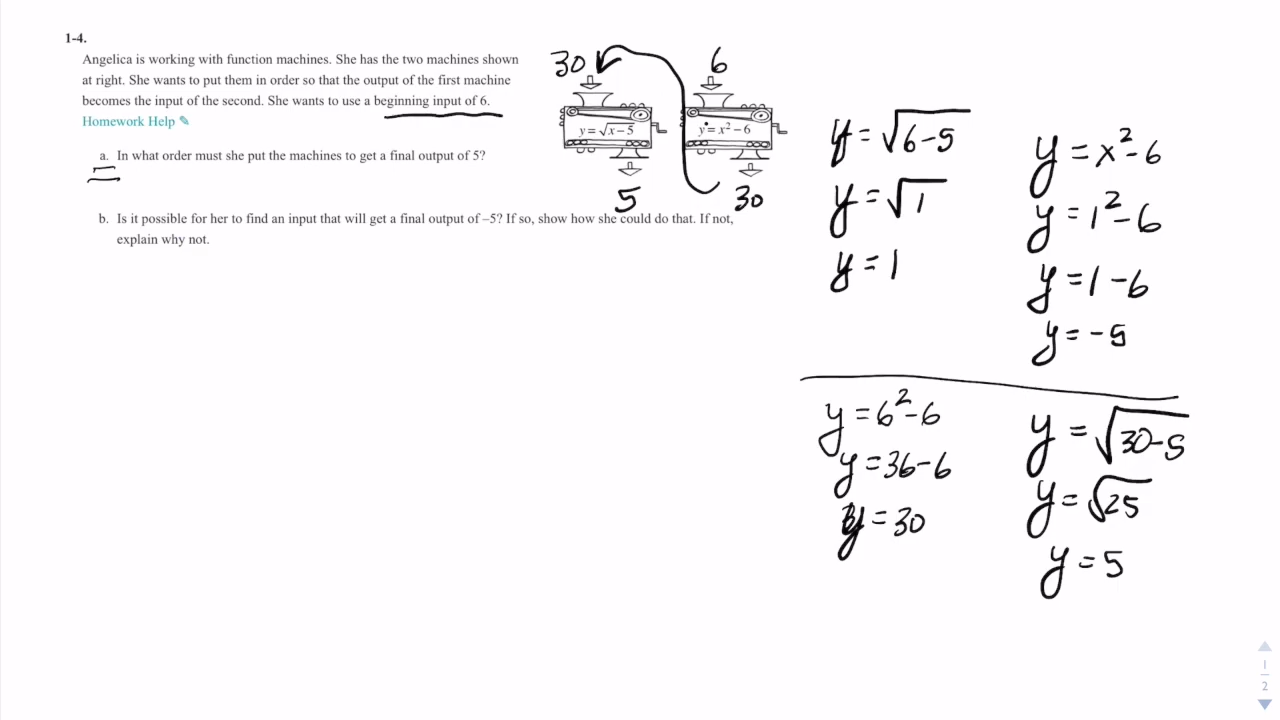 1-4.
Angelica is working with function machines. She has the two machines shown
at right. She wants to put them in order so that the output of the first machine
becomes the input of the second. She wants to use a beginning input of 6.
Homework Help ✎
a. In what order must she put the machines to get a final output of 5?
b. Is it possible for her to find an input that will get a final output of –5? If so, show how she could do that. If not,
explain why not.
30
6
y = √x – 5
y = x² – 6
5
30
y = √6-5
y = √1
y = 1
y = x²-6
y = 1²-6
y = 1-6
y = -5
y = 6²-6
y = 36-6
y = 30
y = √30-5
y = √25
y = 5
1
2